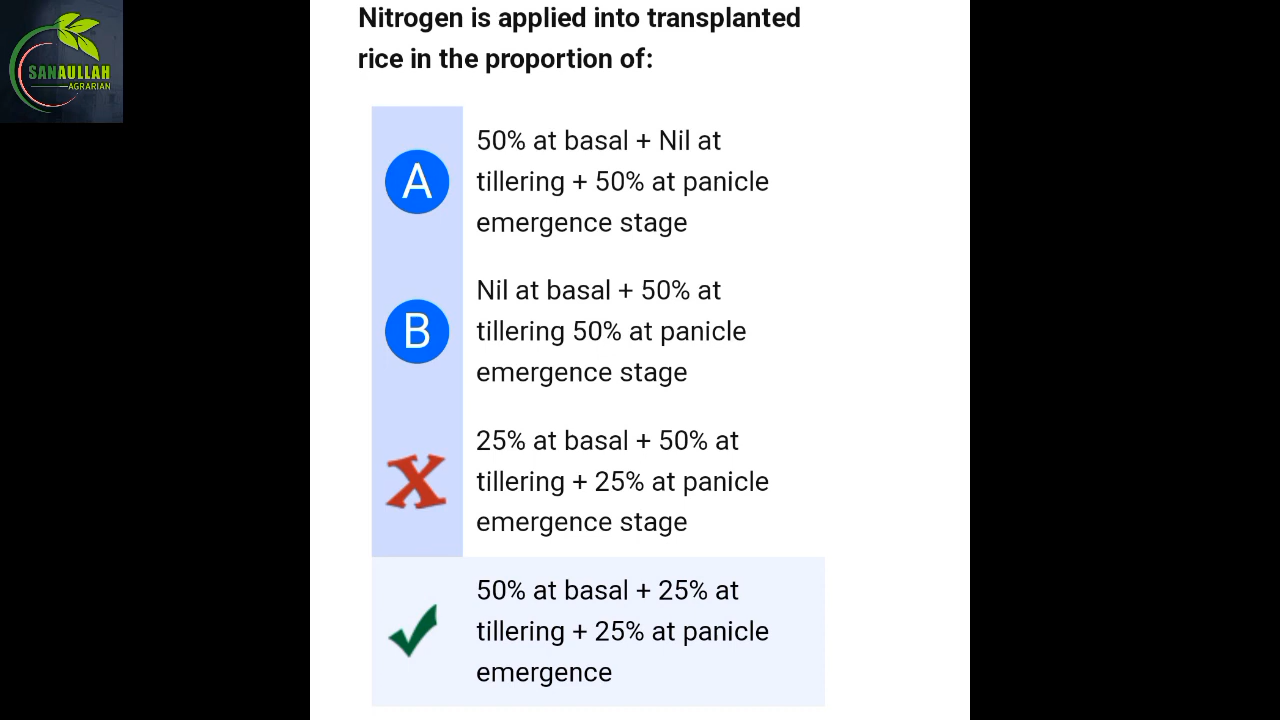 SANAULLAH
AGRARIAN
Nitrogen is applied into transplanted
rice in the proportion of:
A
50% at basal + Nil at
tillering + 50% at panicle
emergence stage
B
Nil at basal + 50% at
tillering 50% at panicle
emergence stage
X
25% at basal + 50% at
tillering + 25% at panicle
emergence stage
50% at basal + 25% at
tillering + 25% at panicle
emergence